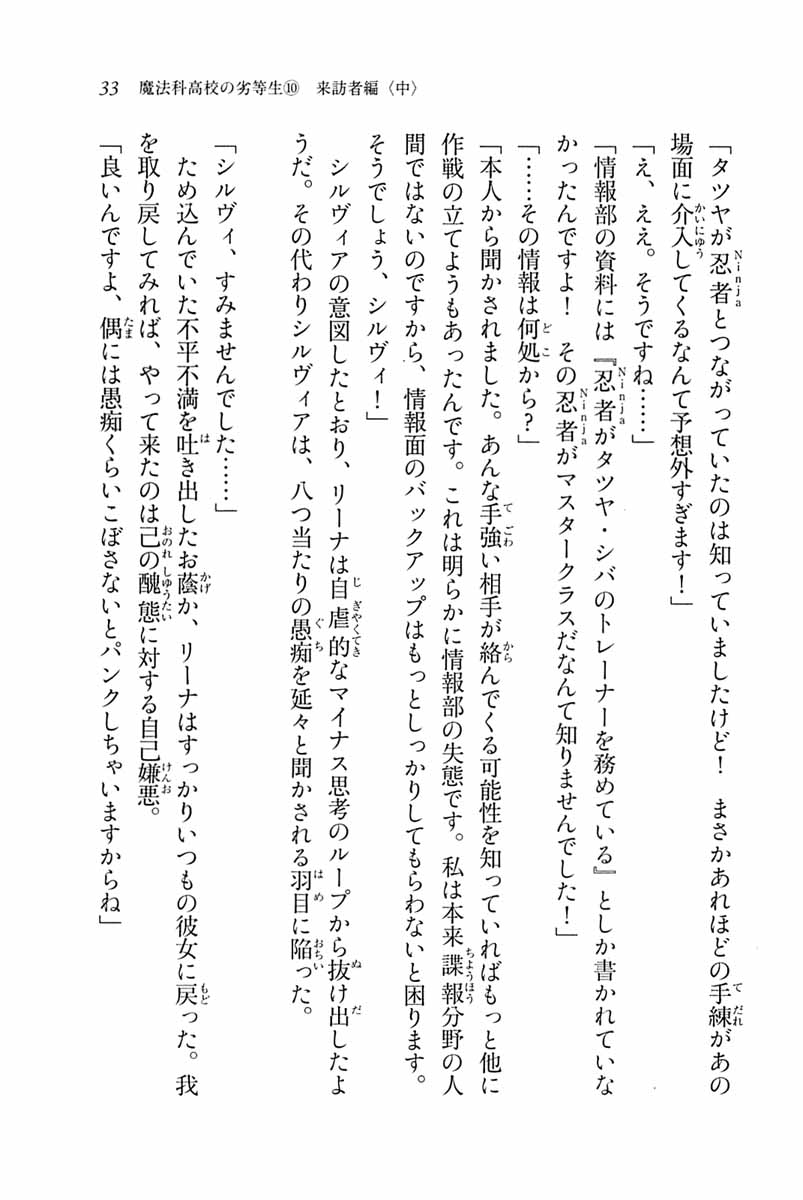 33　魔法科高校の劣等生⑩　来訪者編〈中〉
「タツヤが忍者とつながっていたのは知っていましたけど！　まさかあれほどの手練があの
場面に介入してくるなんて予想外すぎます！」
「え、ええ。そうですね……」
「情報部の資料には『忍者がタツヤ・シバのトレーナーを務めている』としか書かれていな
かったんですよ！　その忍者がマスタークラスだなんて知りませんでした！」
「……その情報は何処から？」
「本人から聞かされました。あんな手強い相手が絡んでくる可能性を知っていればもっと他に
作戦の立てようもあったんです。これは明らかに情報部の失態です。私は本来諜報分野の人
間ではないのですから、情報面のバックアップはもっとしっかりしてもらわないと困ります。
そうでしょう、シルヴィ！」
　シルヴィアの意図したとおり、リーナは自虐的なマイナス思考のループから抜け出したよ
うだ。その代わりシルヴィアは、八つ当たりの愚痴を延々と聞かされる羽目に陥った。
「シルヴィ、すみませんでした……」
　ため込んでいた不平不満を吐き出したお蔭か、リーナはすっかりいつもの彼女に戻った。我
を取り戻してみれば、やって来たのは己の醜態に対する自己嫌悪。
「良いんですよ、偶には愚痴くらいこぼさないとパンクしちゃいますからね」